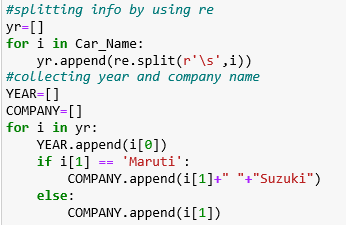 #splitting info by using re
yr=[]
for i in Car_Name:
    yr.append(re.split(r'\s',i))
#collecting year and company name
YEAR=[]
COMPANY=[]
for i in yr:
    YEAR.append(i[0])
    if i[1] == 'Maruti':
        COMPANY.append(i[1]+" "+"Suzuki")
    else:
        COMPANY.append(i[1])